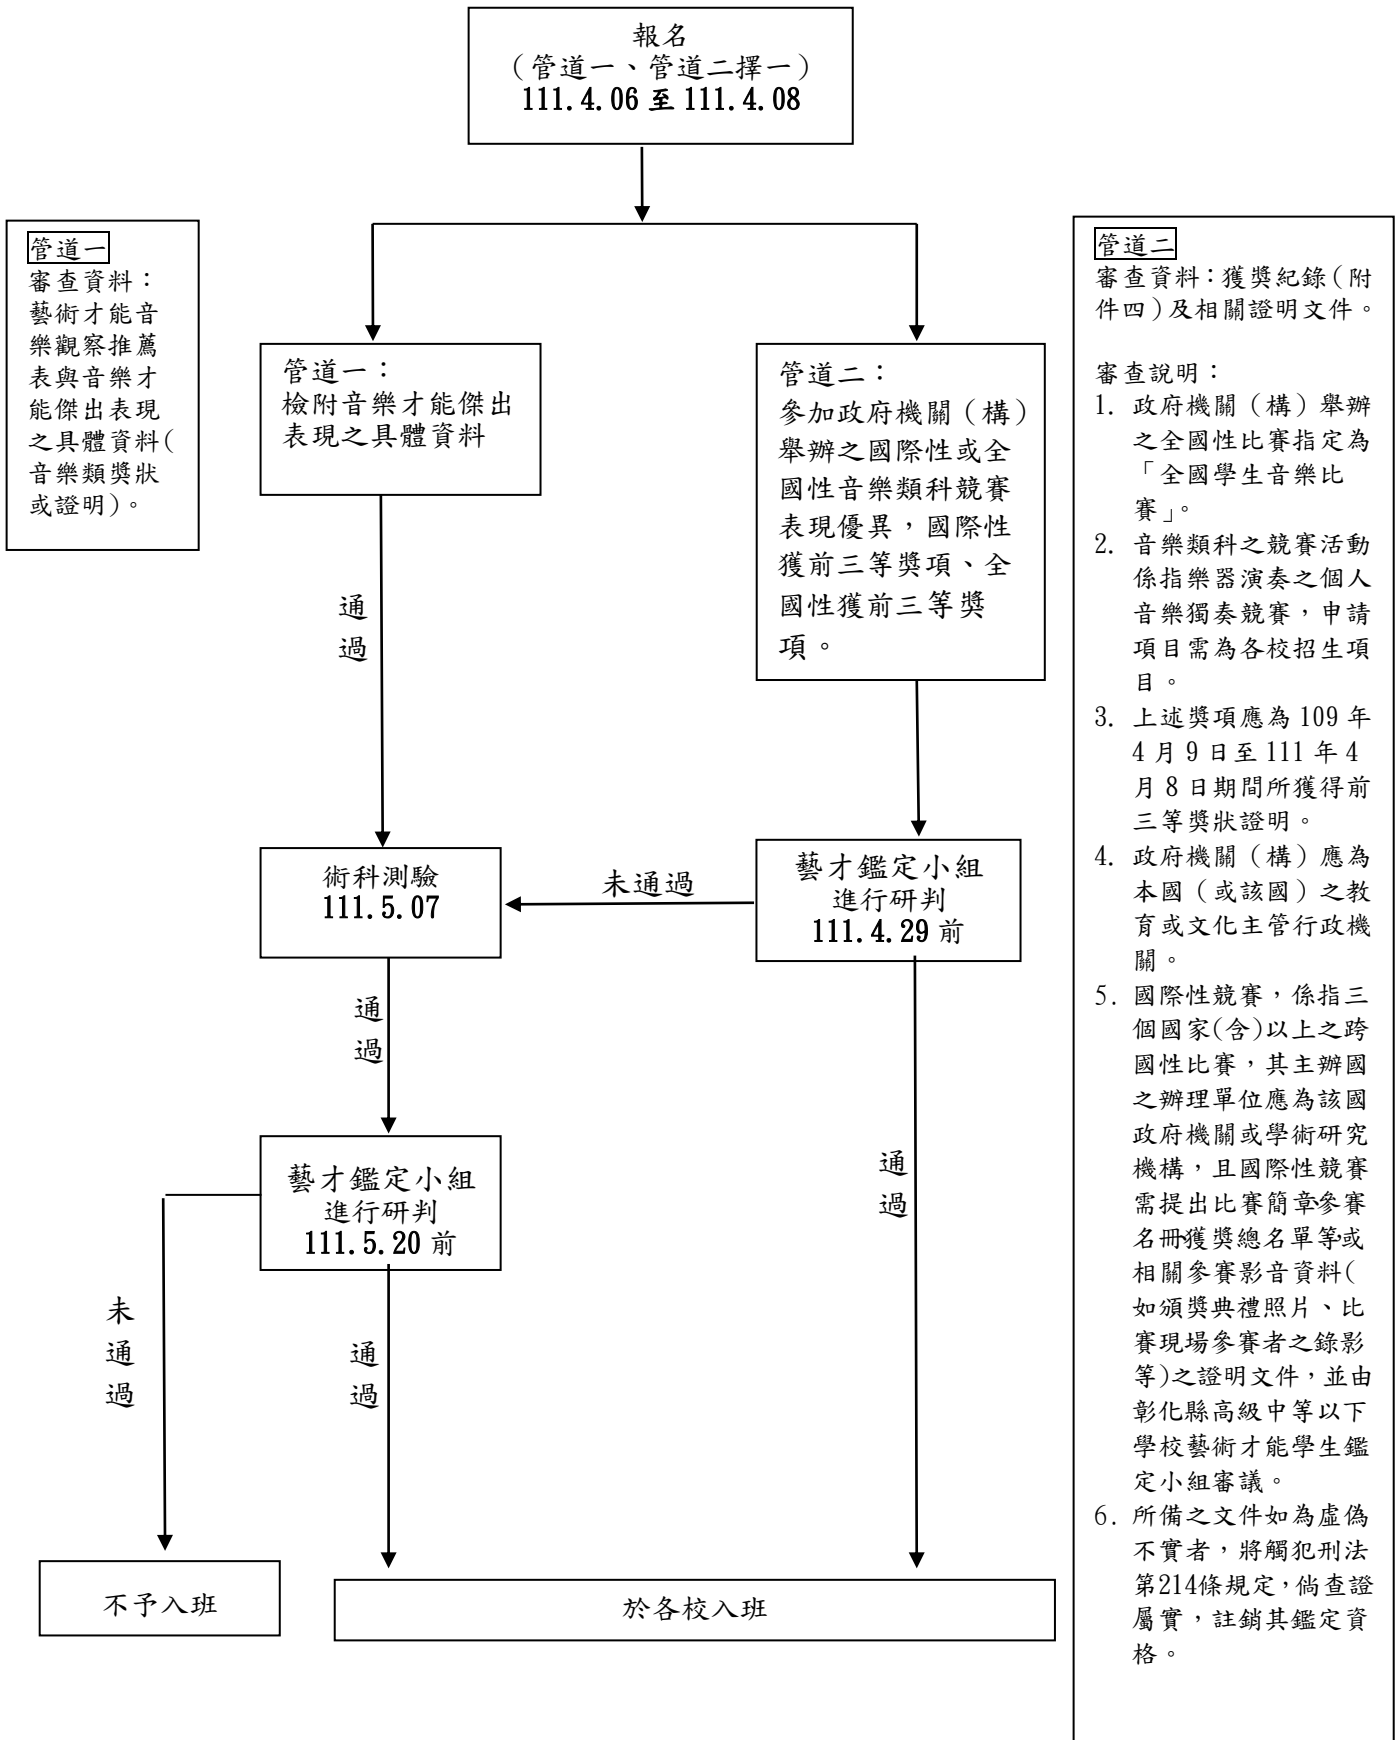 報名
（管道一、管道二擇一）
111.4.06 至 111.4.08
管道一
審查資料：
藝術才能音
樂觀察推薦
表與音樂才
能傑出表現
之具體資料(
音樂類獎狀
或證明)。
管道一：
檢附音樂才能傑出
表現之具體資料
管道二：
參加政府機關（構）
舉辦之國際性或全
國性音樂類科競賽
表現優異，國際性
獲前三等獎項、全
國性獲前三等獎
項。
通
過
術科測驗
111.5.07
未通過
藝才鑑定小組
進行研判
111.4.29 前
通
過
藝才鑑定小組
進行研判
111.5.20 前
通
過
未
通
過
通
過
不予入班
於各校入班
管道二
審查資料：獲獎紀錄（附
件四）及相關證明文件。
審查說明：
1. 政府機關（構）舉辦
之全國性比賽指定為
「全國學生音樂比
賽」。
2. 音樂類科之競賽活動
係指樂器演奏之個人
音樂獨奏競賽，申請
項目需為各校招生項
目。
3. 上述獎項應為 109 年
4 月 9 日至 111 年 4
月 8 日期間所獲得前
三等獎狀證明。
4. 政府機關（構）應為
本國（或該國）之教
育或文化主管行政機
關。
5. 國際性競賽，係指三
個國家(含)以上之跨
國性比賽，其主辦國
之辦理單位應為該國
政府機關或學術研究
機構，且國際性競賽
需提出比賽簡章參賽
名冊獲獎總名單等或
相關參賽影音資料(
如頒獎典禮照片、比
賽現場參賽者之錄影
等)之證明文件，並由
彰化縣高級中等以下
學校藝術才能學生鑑
定小組審議。
6. 所備之文件如為虛偽
不實者，將觸犯刑法
第214條規定，倘查證
屬實，註銷其鑑定資
格。